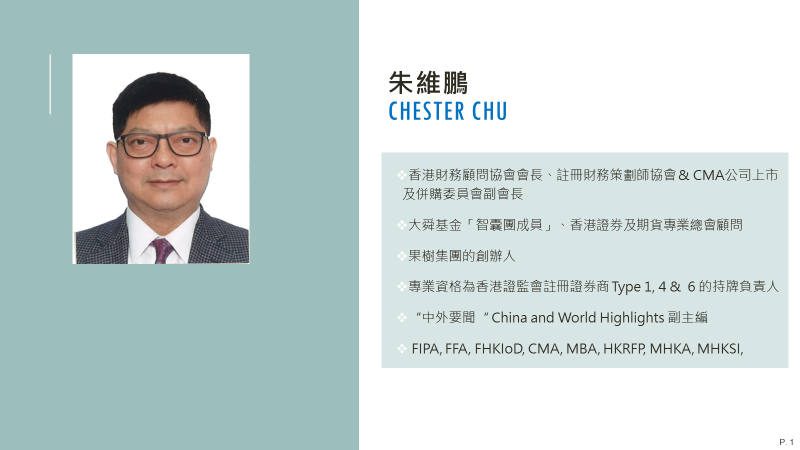 朱維鵬
CHESTER CHU
❖香港財務顧問協會會長、註冊財務策劃師協會 & CMA公司上市
及併購委員會副會長
❖大舜基金「智囊團成員」、香港證券及期貨專業總會顧問
❖果樹集團的創辦人
❖專業資格為香港證監會註冊證券商 Type 1, 4 & 6 的持牌負責人
❖ “中外要聞 “ China and World Highlights 副主編
❖ FIPA, FFA, FHKIoD, CMA, MBA, HKRFP, MHKA, MHKSI,
P. 1